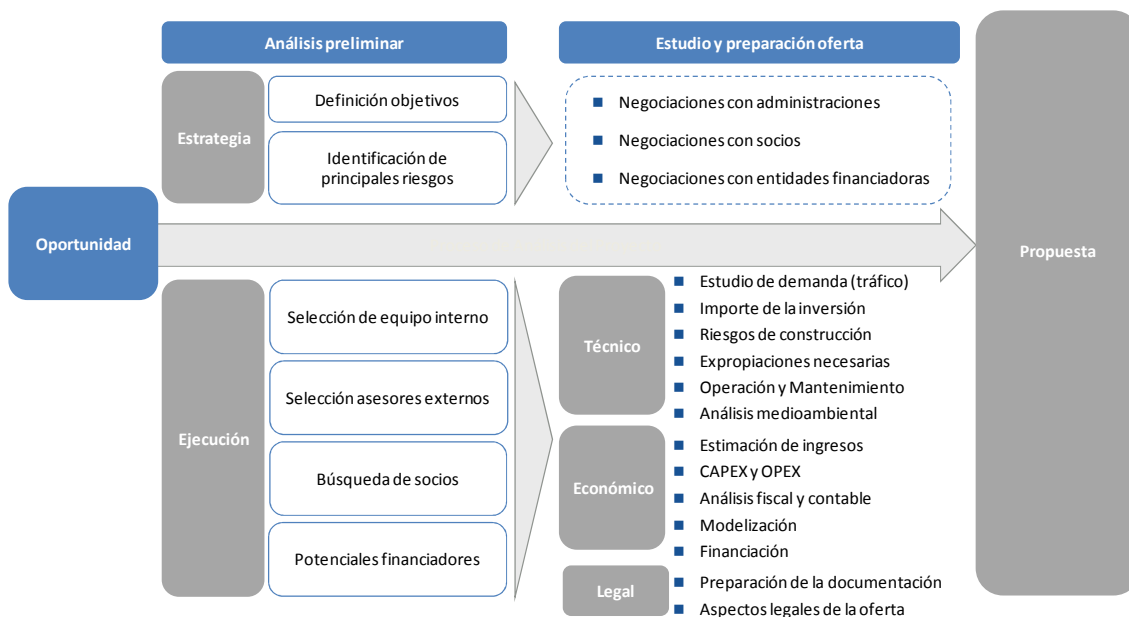 Análisis preliminar
Estudio y preparación oferta
Estrategia
Definición objetivos
Identificación de
principales riesgos
Negociaciones con administraciones
Negociaciones con socios
Negociaciones con entidades financiadoras
Oportunidad
Propuesta
Ejecución
Selección de equipo interno
Selección asesores externos
Búsqueda de socios
Potenciales financiadores
Técnico
Estudio de demanda (tráfico)
Importe de la inversión
Riesgos de construcción
Expropiaciones necesarias
Operación y Mantenimiento
Análisis medioambiental
Económico
Estimación de ingresos
CAPEX y OPEX
Análisis fiscal y contable
Modelización
Financiación
Legal
Preparación de la documentación
Aspectos legales de la oferta